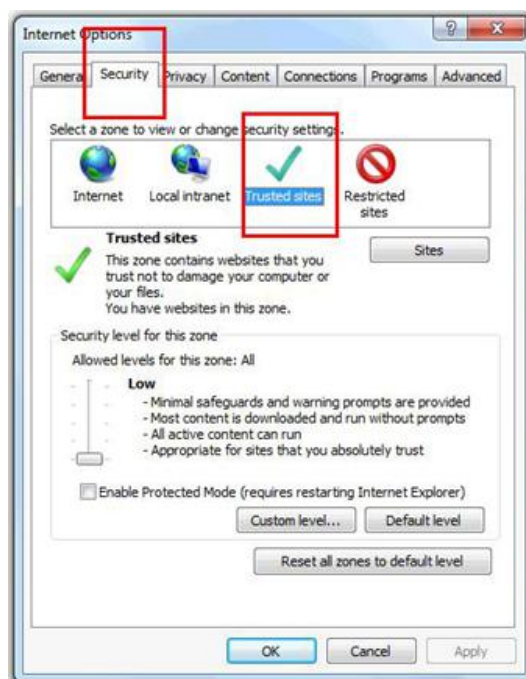 Internet Options
General Security Privacy Content Connections Programs Advanced
Select a zone to view or change security settings.
Internet Local intranet Trusted sites Restricted
sites
Trusted sites
Sites
This zone contains websites that you
trust not to damage your computer or
your files.
You have websites in this zone.
Security level for this zone
Allowed levels for this zone: All
Low
- Minimal safeguards and warning prompts are provided
- Most content is downloaded and run without prompts
- All active content can run
- Appropriate for sites that you absolutely trust
Enable Protected Mode (requires restarting Internet Explorer)
Custom level... Default level
Reset all zones to default level
OK Cancel Apply